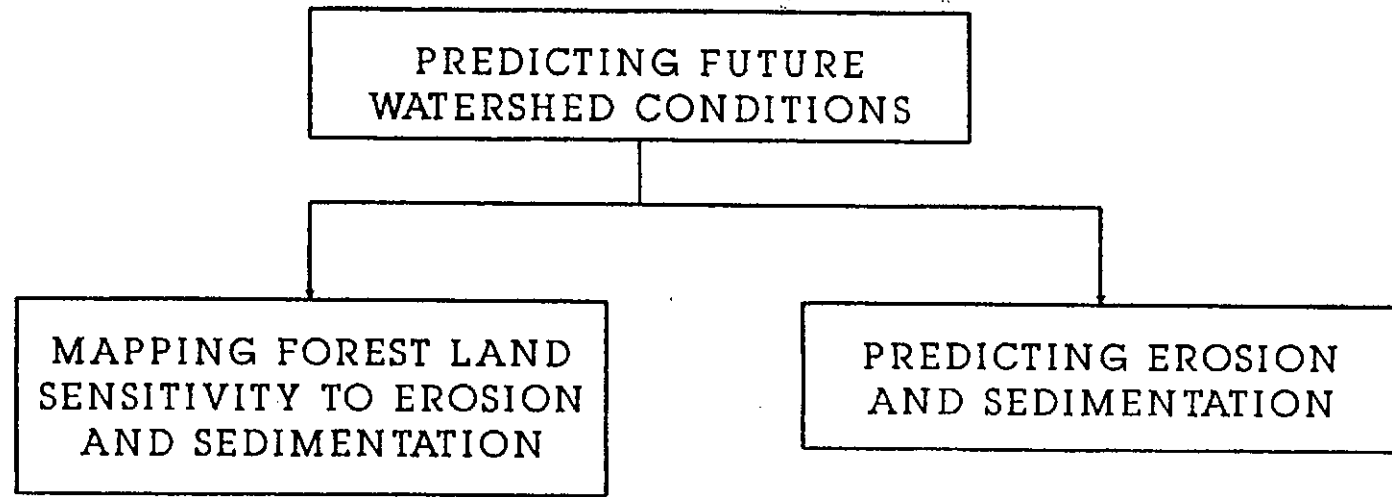 PREDICTING FUTURE
WATERSHED CONDITIONS
MAPPING FOREST LAND
SENSITIVITY TO EROSION
AND SEDIMENTATION
PREDICTING EROSION
AND SEDIMENTATION